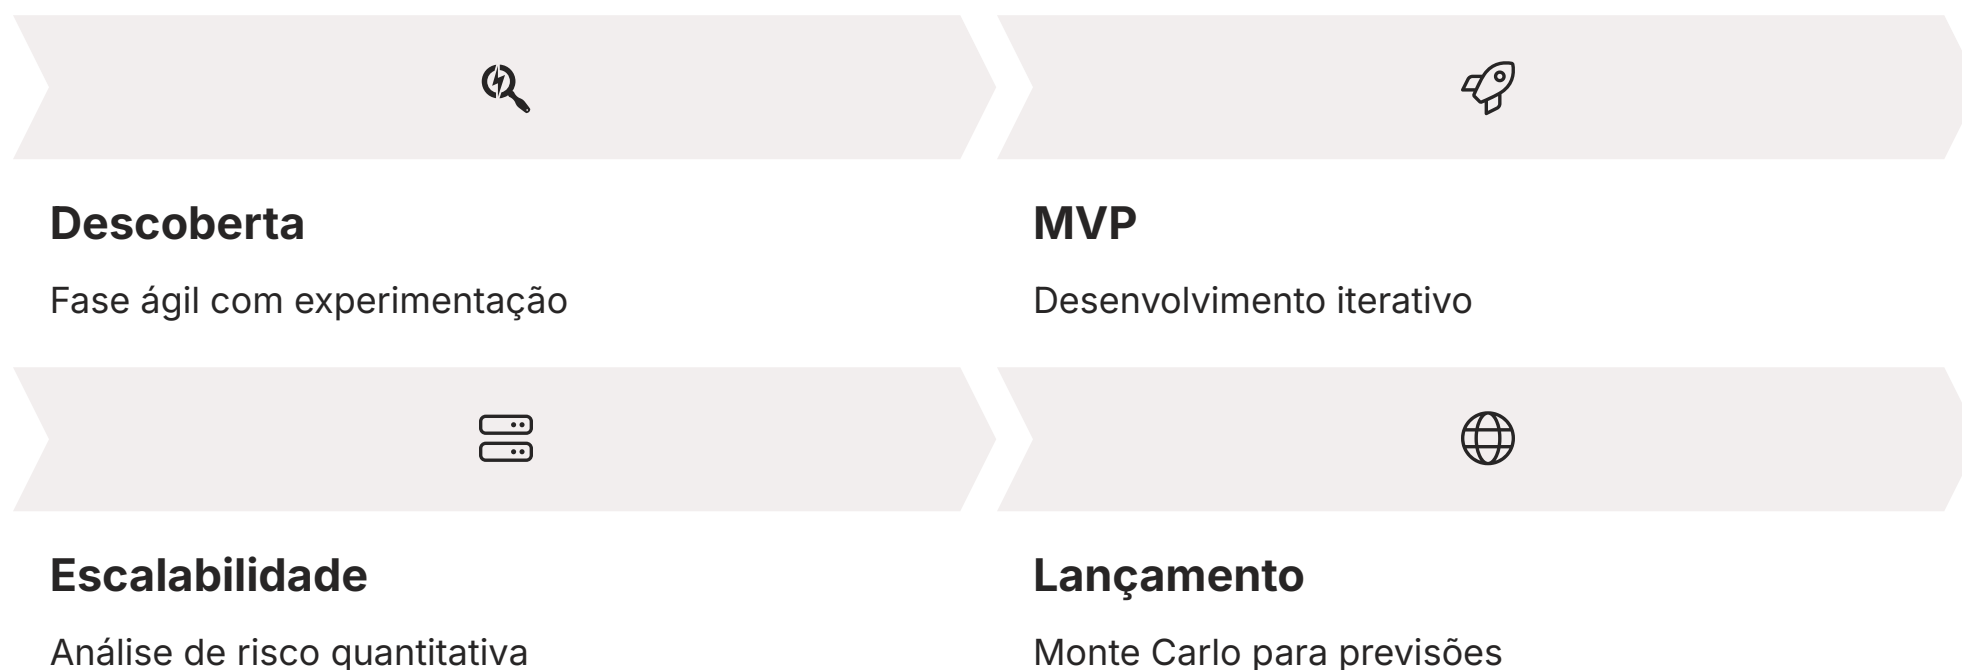 Descoberta
MVP
Fase ágil com experimentação
Desenvolvimento iterativo
Escalabilidade
Lançamento
Análise de risco quantitativa
Monte Carlo para previsões